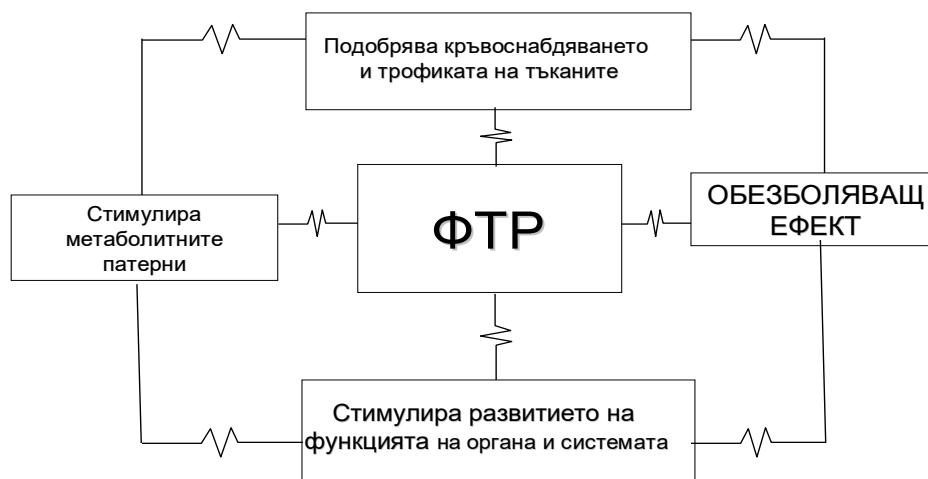 Подобрява кръвоснабдяването
и трофиката на тъканите
Стимулира
метаболитните
патерни
ФТР
ОБЕЗБОЛЯВАЩ
ЕФЕКТ
Стимулира развитието на
функцията на органа и системата